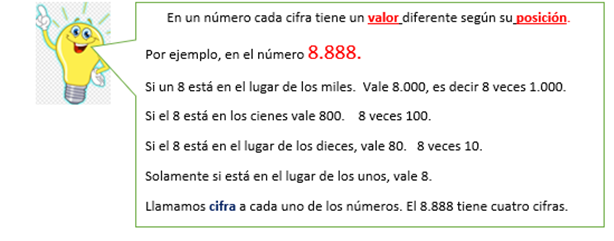 En un número cada cifra tiene un valor diferente según su posición.
Por ejemplo, en el número 8.888.
Si un 8 está en el lugar de los miles. Vale 8.000, es decir 8 veces 1.000.
Si el 8 está en los cienes vale 800. 8 veces 100.
Si el 8 está en el lugar de los dieces, vale 80. 8 veces 10.
Solamente si está en el lugar de los unos, vale 8.
Llamamos cifra a cada uno de los números. El 8.888 tiene cuatro cifras.